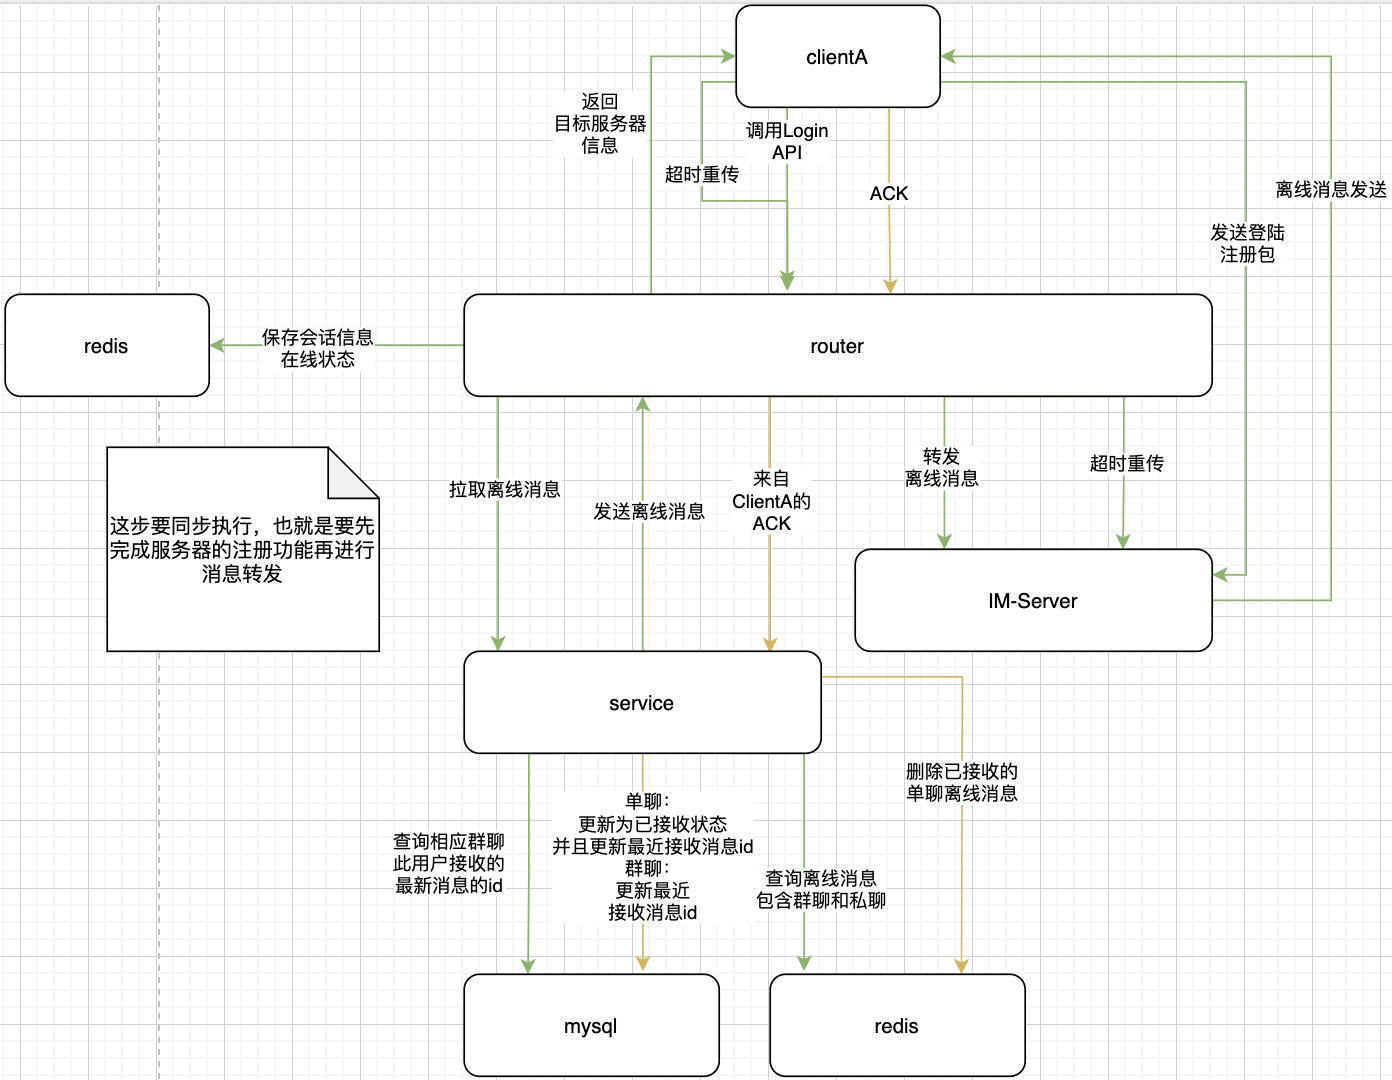 clientA
返回
目标服务器
信息
调用Login
API
超时重传
ACK
离线消息发送
发送登陆
注册包
redis
保存会话信息
在线状态
router
拉取离线消息
发送离线消息
来自
ClientA的
ACK
转发
离线消息
超时重传
这步要同步执行，也就是要先
完成服务器的注册功能再进行
消息转发
IM-Server
service
查询相应群聊
此用户接收的
最新消息的id
单聊：
更新为已接收状态
并且更新最近接收消息id
群聊：
更新最近
接收消息id
查询离线消息
包含群聊和私聊
删除已接收的
单聊离线消息
mysql
redis